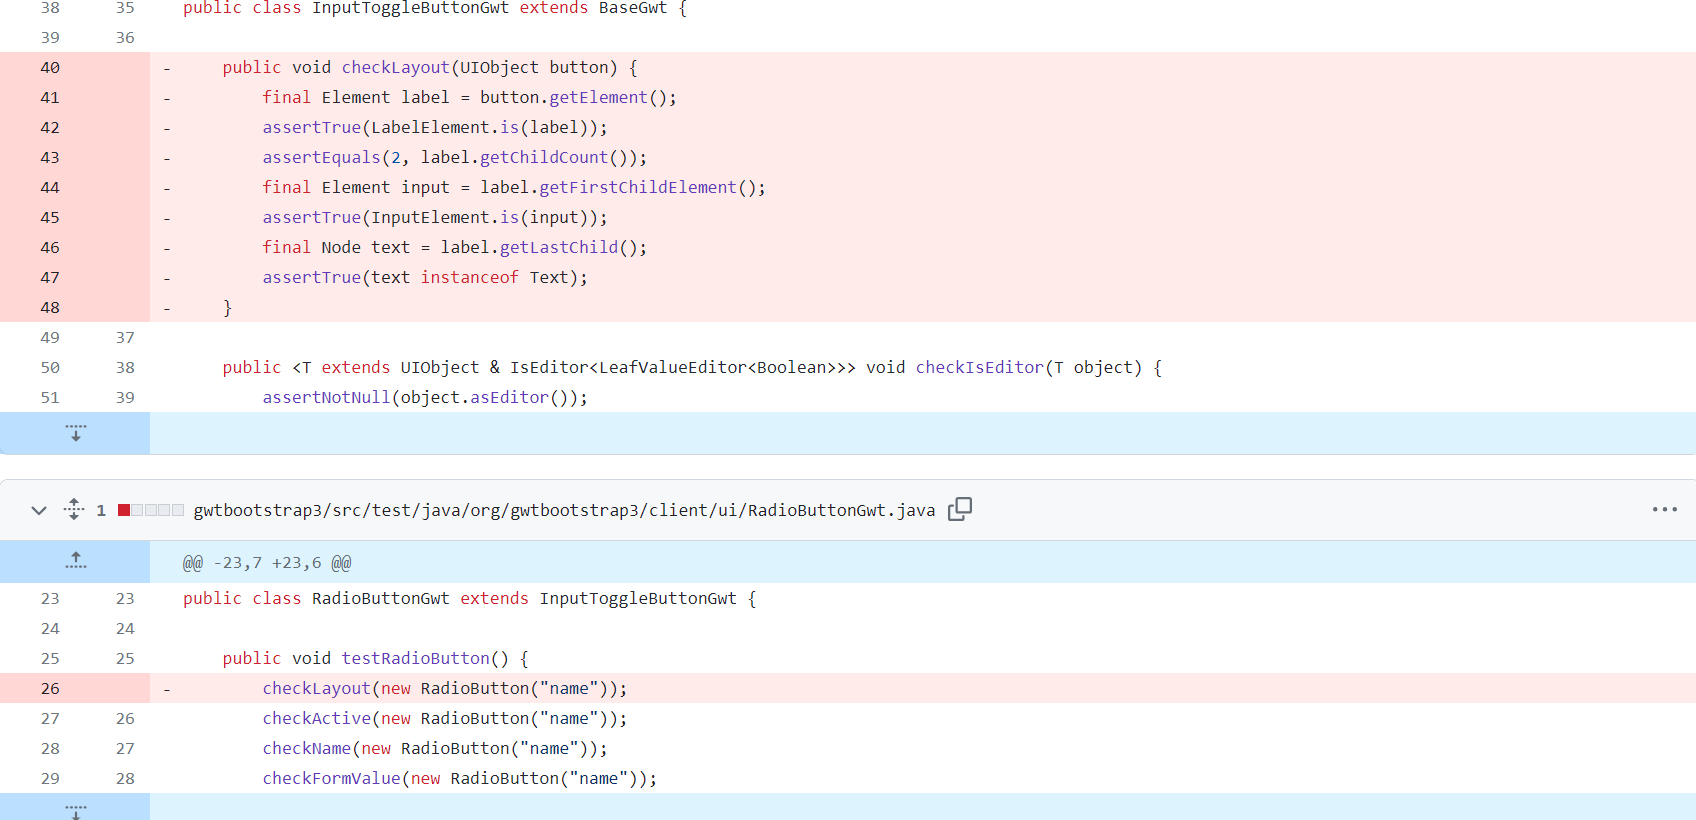 38 35 public class InputToggleButtonGwt extends BaseGwt {
39 36
40 - public void checkLayout(UIObject button) {
41 - final Element label = button.getElement();
42 - assertTrue(LabelElement.is(label));
43 - assertEquals(2, label.getChildCount());
44 - final Element input = label.getFirstChildElement();
45 - assertTrue(InputElement.is(input));
46 - final Node text = label.getLastChild();
47 - assertTrue(text instanceof Text);
48 - }
49 37
50 38 public <T extends UIObject & IsEditor<LeafValueEditor<Boolean>>> void checkIsEditor(T object) {
51 39 assertNotNull(object.asEditor());
1 gwtbootstrap3/src/test/java/org/gwtbootstrap3/client/ui/RadioButtonGwt.java
@@ -23,7 +23,6 @@
23 23 public class RadioButtonGwt extends InputToggleButtonGwt {
24 24
25 25 public void testRadioButton() {
26 - checkLayout(new RadioButton("name"));
27 26 checkActive(new RadioButton("name"));
28 27 checkName(new RadioButton("name"));
29 28 checkFormValue(new RadioButton("name"));